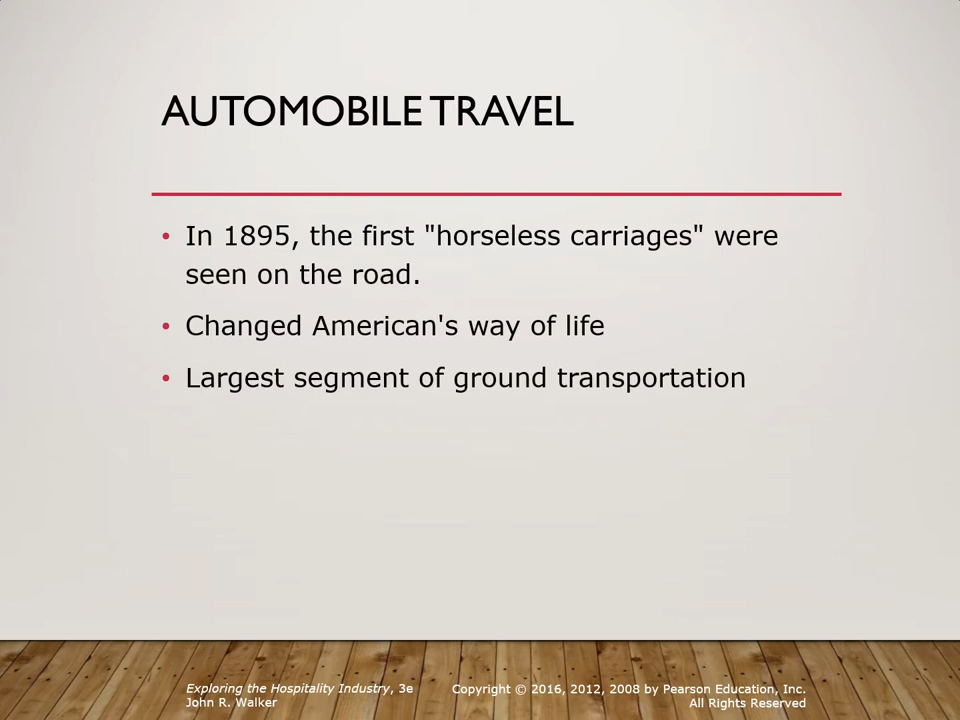 AUTOMOBILE TRAVEL
• In 1895, the first "horseless carriages" were
seen on the road.
• Changed American's way of life
• Largest segment of ground transportation
Exploring the Hospitality Industry, 3e
John R. Walker
Copyright © 2016, 2012, 2008 by Pearson Education, Inc.
All Rights Reserved